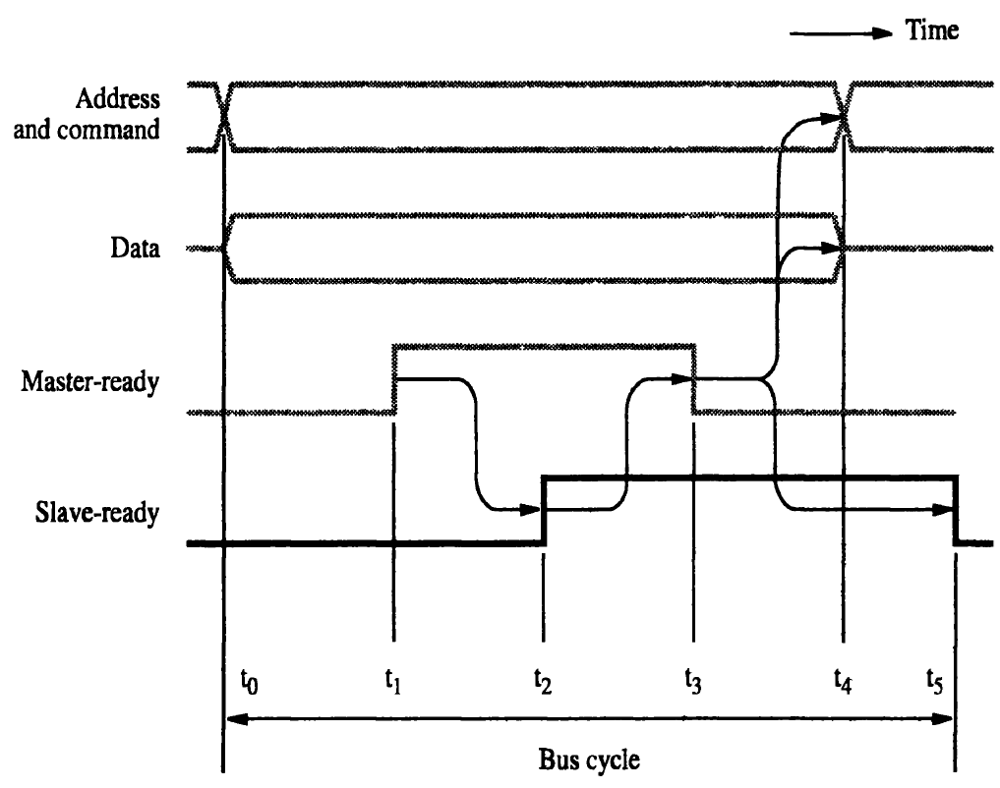 Time
Address
and command
Data
Master-ready
Slave-ready
t0 t1 t2 t3 t4 t5
Bus cycle